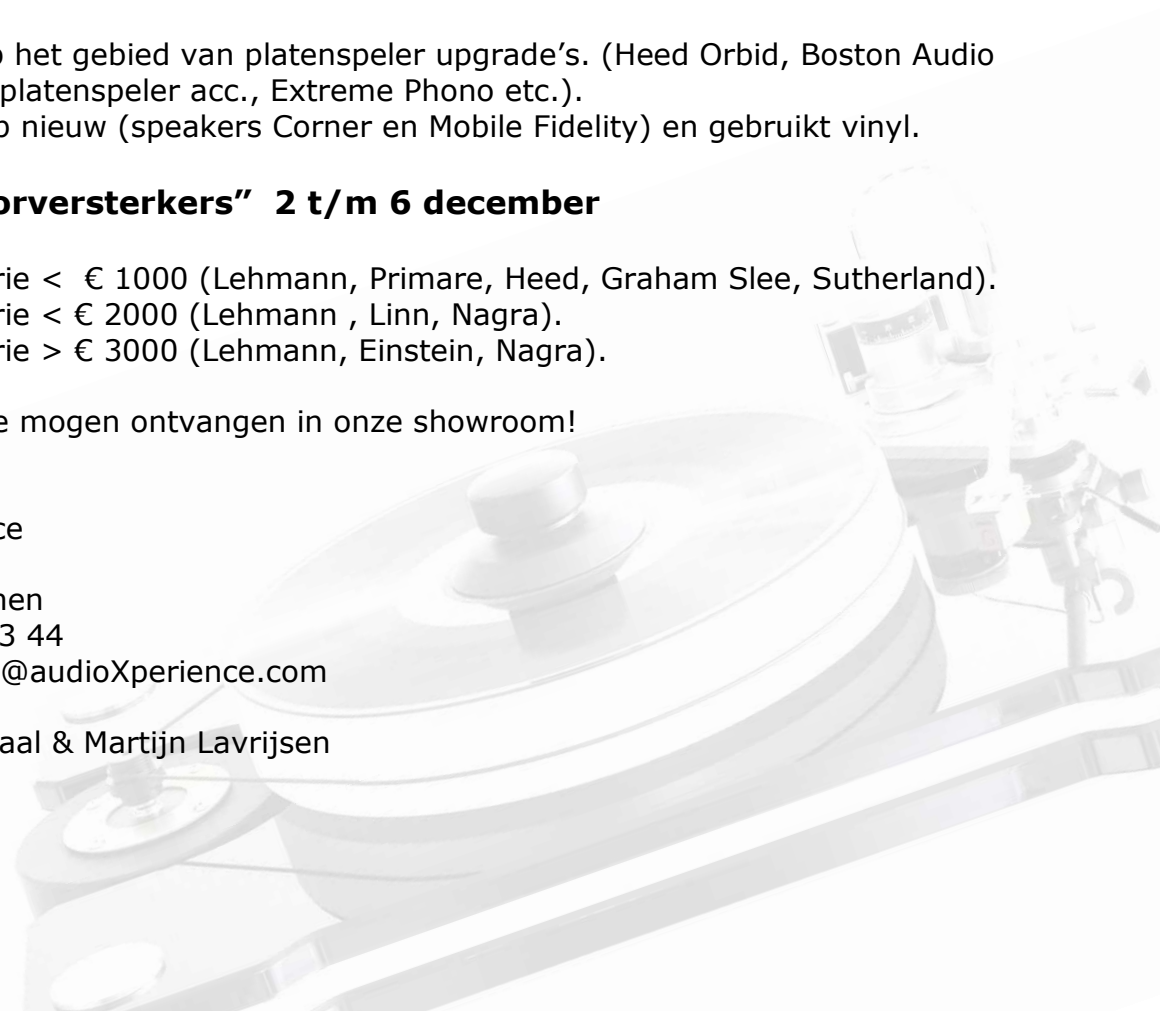 het gebied van platenspeler upgrade’s. (Heed Orbid, Boston Audio
platenspeler acc., Extreme Phono etc.).
nieuw (speakers Corner en Mobile Fidelity) en gebruikt vinyl.
orversterkers” 2 t/m 6 december
rie < € 1000 (Lehmann, Primare, Heed, Graham Slee, Sutherland).
rie < € 2000 (Lehmann , Linn, Nagra).
rie > € 3000 (Lehmann, Einstein, Nagra).
e mogen ontvangen in onze showroom!
ce
nen
3 44
@audioXperience.com
aal & Martijn Lavrijsen